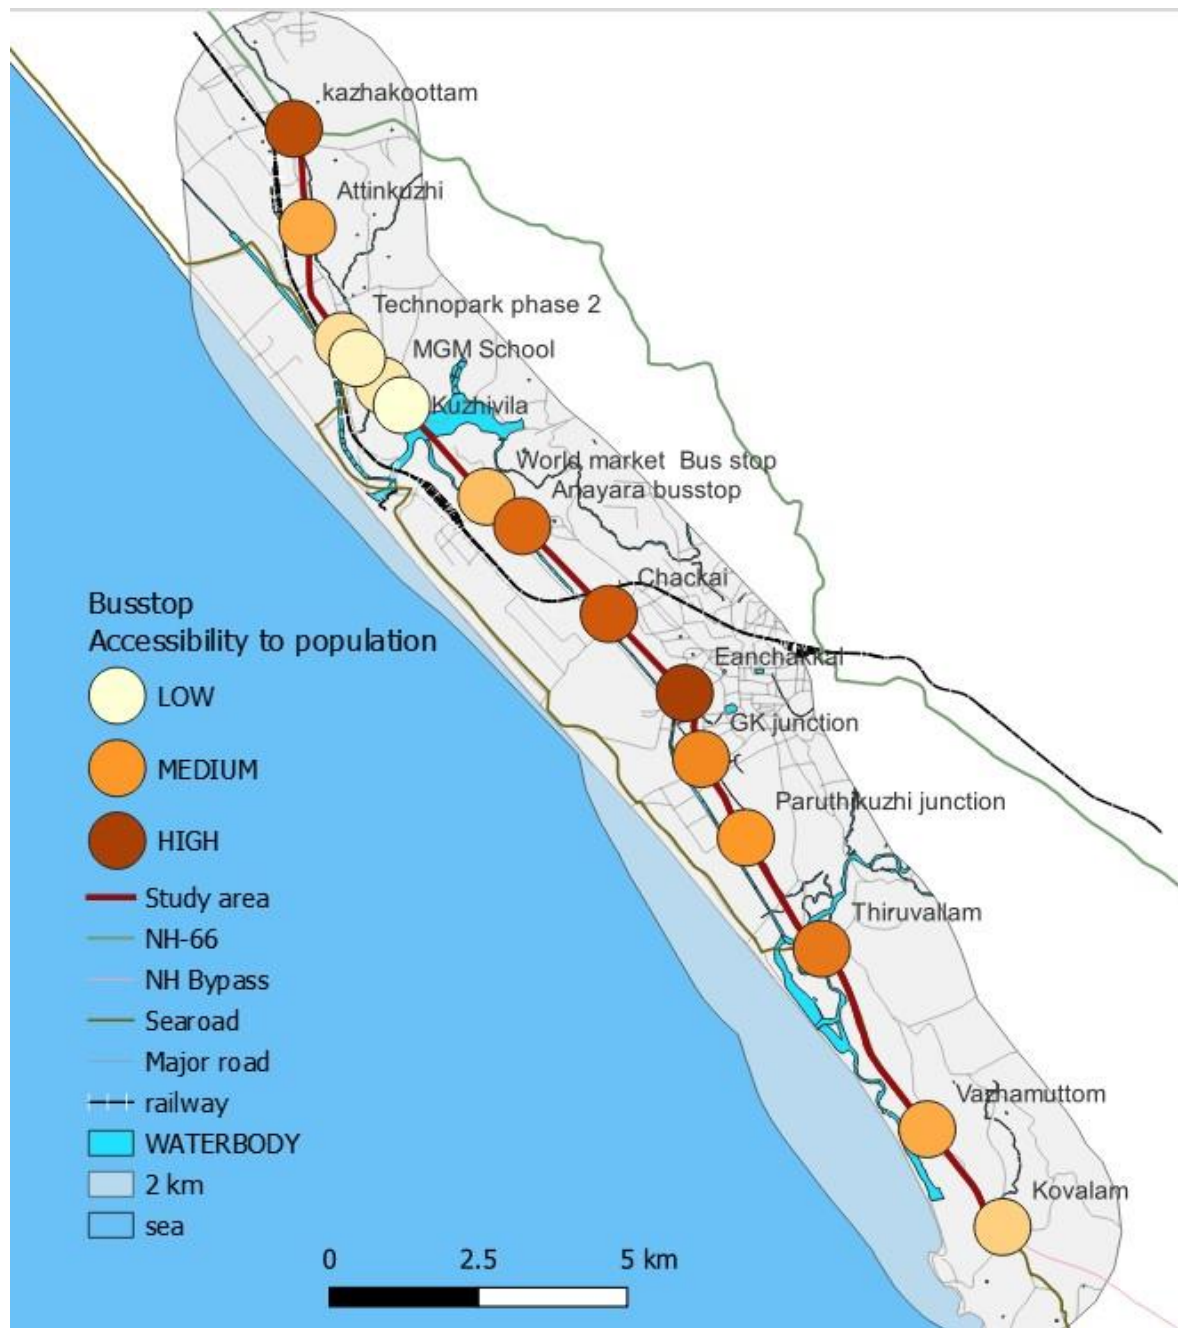 kazhakoottam
Attinkuzhi
Technopark phase 2
MGM School
Kuzhivila
World market Bus stop
Anayara busstop
Chackai
Eanchakkal
GK junction
Paruthikuzhi junction
Thiruvallam
Vazhamuttom
Kovalam
Busstop
Accessibility to population
LOW
MEDIUM
HIGH
Study area
NH-66
NH Bypass
Searoad
Major road
railway
WATERBODY
2 km
sea
0 2.5 5 km